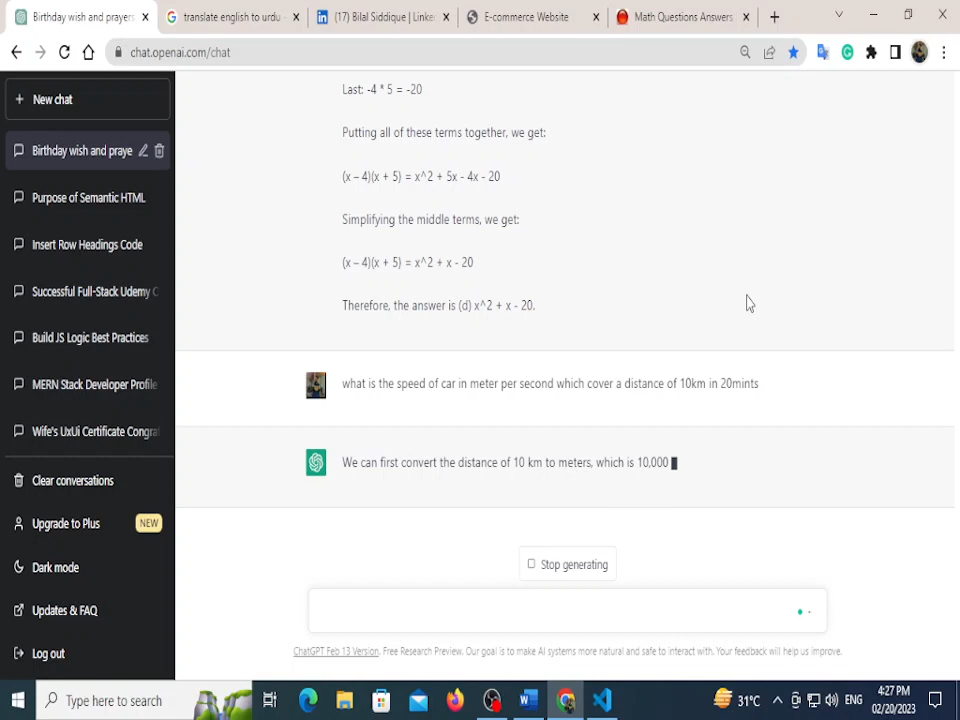 Birthday wish and prayers
translate english to urdu -
(17) Bilal Siddique | Linke
E-commerce Website
Math Questions Answers
chat.openai.com/chat
New chat
Birthday wish and praye
Purpose of Semantic HTML
Insert Row Headings Code
Successful Full-Stack Udemy C
Build JS Logic Best Practices
MERN Stack Developer Profile
Wife's UxUi Certificate Congra
Clear conversations
Upgrade to Plus
NEW
Dark mode
Updates & FAQ
Log out
Last: -4 * 5 = -20
Putting all of these terms together, we get:
(x – 4)(x + 5) = x^2 + 5x - 4x - 20
Simplifying the middle terms, we get:
(x – 4)(x + 5) = x^2 + x - 20
Therefore, the answer is (d) x^2 + x - 20.
what is the speed of car in meter per second which cover a distance of 10km in 20mints
We can first convert the distance of 10 km to meters, which is 10,000
Stop generating
ChatGPT Feb 13 Version. Free Research Preview. Our goal is to make AI systems more natural and safe to interact with. Your feedback will help us improve.
Type here to search
31°C
ENG
4:27 PM
02/20/2023